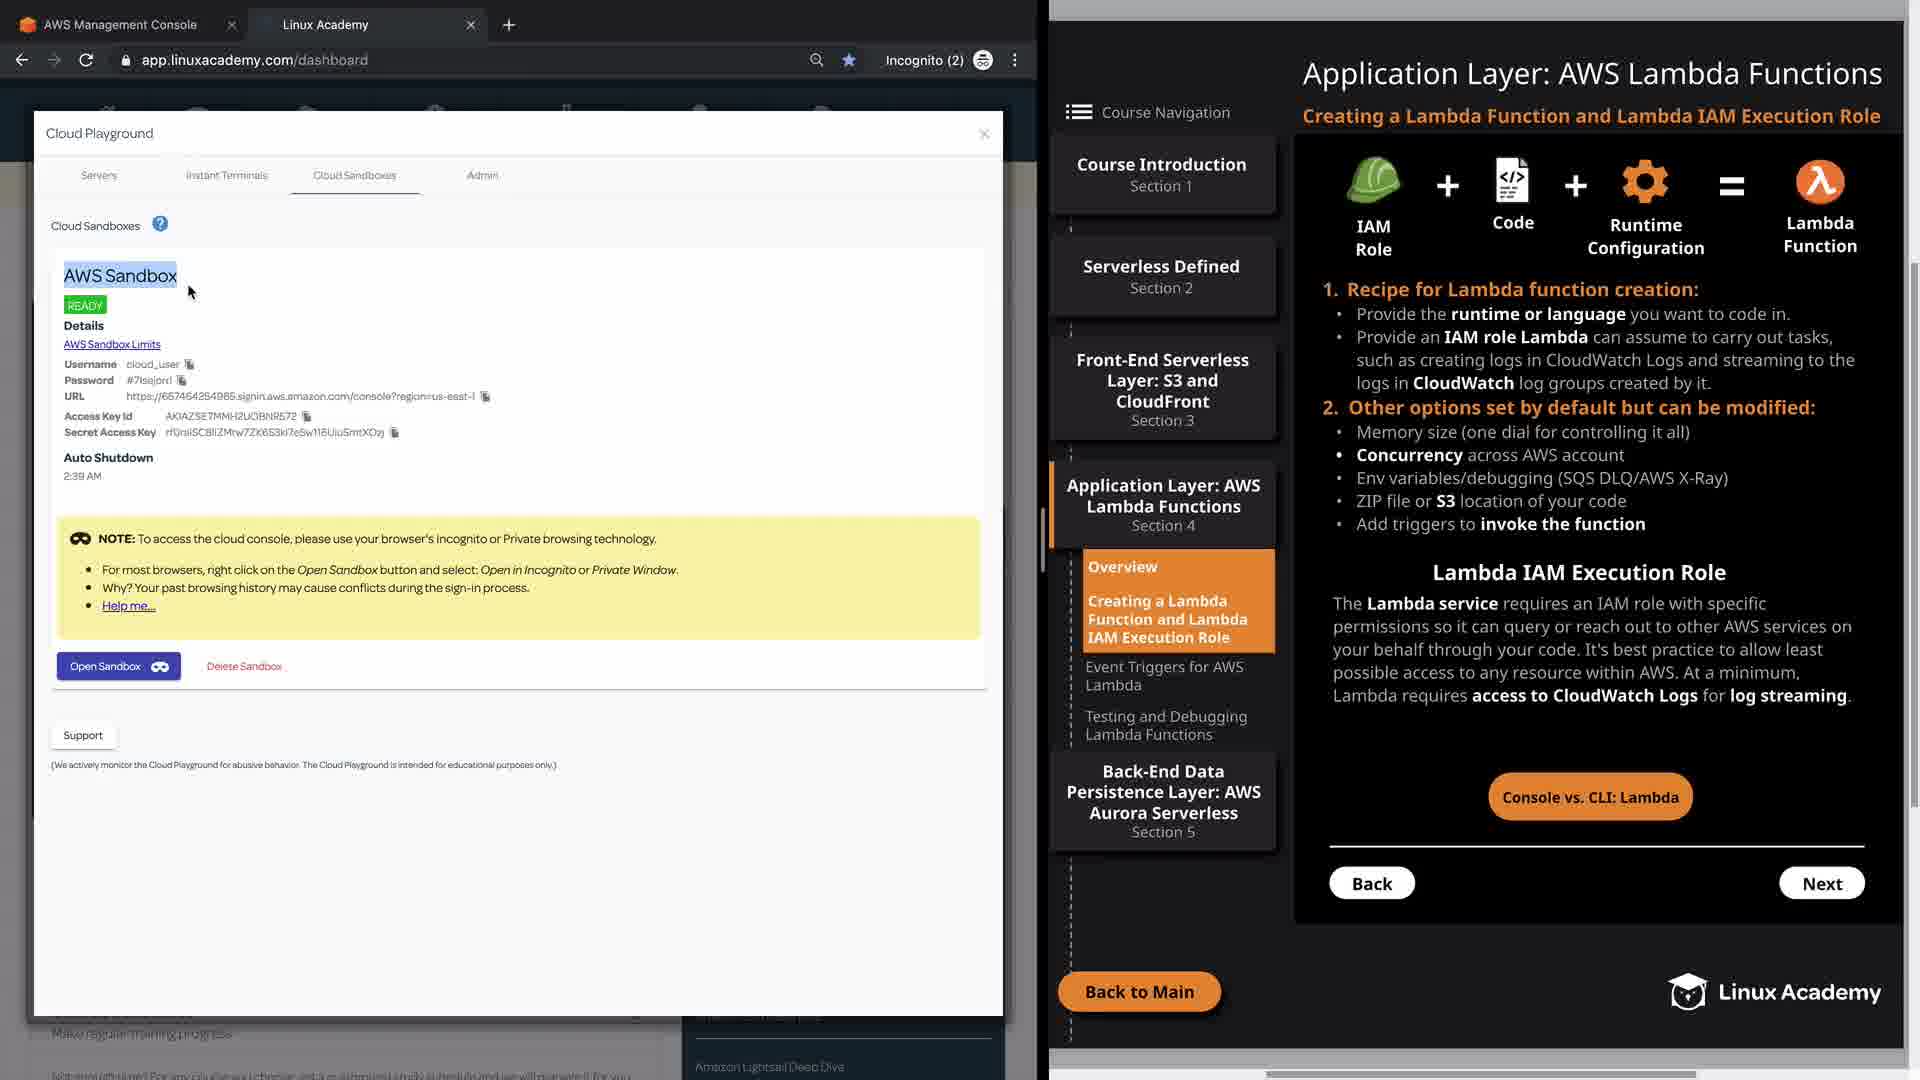 AWS Management Console
Linux Academy
app.linuxacademy.com/dashboard
Incognito (2)
Cloud Playground
Servers
Instant Terminals
Cloud Sandboxes
Admin
Cloud Sandboxes
AWS Sandbox
READY
Details
AWS Sandbox Limits
Username cloud_user
Password
URL https://657464254985.signin.aws.amazon.com/console?region=us-east-1
Access Key Id
Secret Access Key
Auto Shutdown
2:39 AM
NOTE: To access the cloud console, please use your browser's incognito or Private browsing technology.
• For most browsers, right click on the Open Sandbox button and select: Open in Incognito or Private Window.
• Why? Your past browsing history may cause conflicts during the sign-in process.
• Help me...
Open Sandbox
Delete Sandbox
Support
(We actively monitor the Cloud Playground for abusive behavior. The Cloud Playground is intended for educational purposes only.)
Make regular training progress
Amazon Lightsail Deep Dive
Application Layer: AWS Lambda Functions
Creating a Lambda Function and Lambda IAM Execution Role
Course Navigation
Course Introduction
Section 1
Serverless Defined
Section 2
Front-End Serverless
Layer: S3 and
CloudFront
Section 3
Application Layer: AWS
Lambda Functions
Section 4
Overview
Creating a Lambda
Function and Lambda
IAM Execution Role
Event Triggers for AWS
Lambda
Testing and Debugging
Lambda Functions
Back-End Data
Persistence Layer: AWS
Aurora Serverless
Section 5
Back to Main
IAM
Role
+
</>
Code
+
Runtime
Configuration
=
λ
Lambda
Function
1. Recipe for Lambda function creation:
• Provide the runtime or language you want to code in.
• Provide an IAM role Lambda can assume to carry out tasks,
such as creating logs in CloudWatch Logs and streaming to the
logs in CloudWatch log groups created by it.
2. Other options set by default but can be modified:
• Memory size (one dial for controlling it all)
• Concurrency across AWS account
• Env variables/debugging (SQS DLQ/AWS X-Ray)
• ZIP file or S3 location of your code
• Add triggers to invoke the function
Lambda IAM Execution Role
The Lambda service requires an IAM role with specific
permissions so it can query or reach out to other AWS services on
your behalf through your code. It's best practice to allow least
possible access to any resource within AWS. At a minimum,
Lambda requires access to CloudWatch Logs for log streaming.
Console vs. CLI: Lambda
Back
Next
Linux Academy